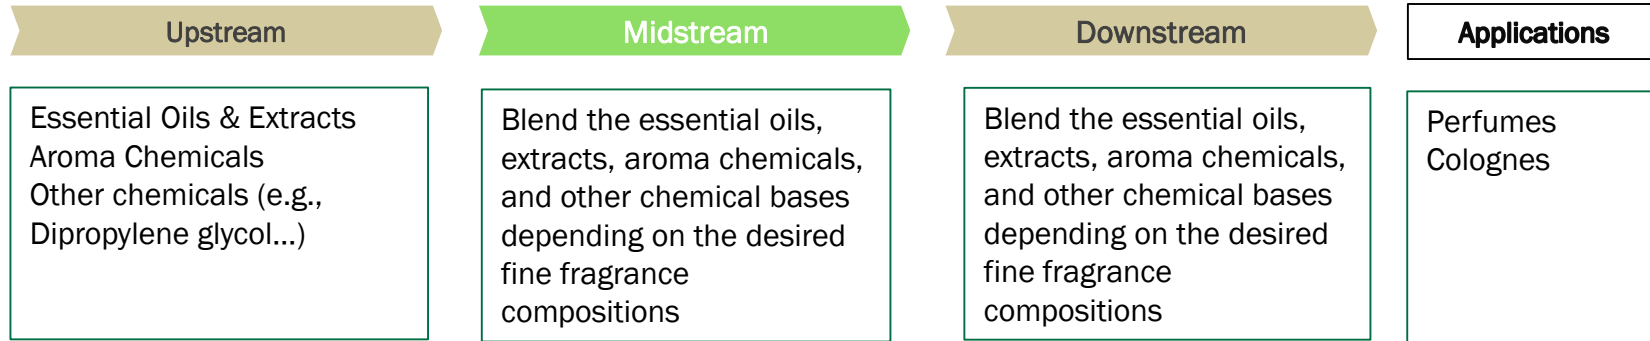 Upstream
Midstream
Downstream
Applications
Essential Oils & Extracts
Aroma Chemicals
Other chemicals (e.g.,
Dipropylene glycol...)
Blend the essential oils,
extracts, aroma chemicals,
and other chemical bases
depending on the desired
fine fragrance
compositions
Blend the essential oils,
extracts, aroma chemicals,
and other chemical bases
depending on the desired
fine fragrance
compositions
Perfumes
Colognes